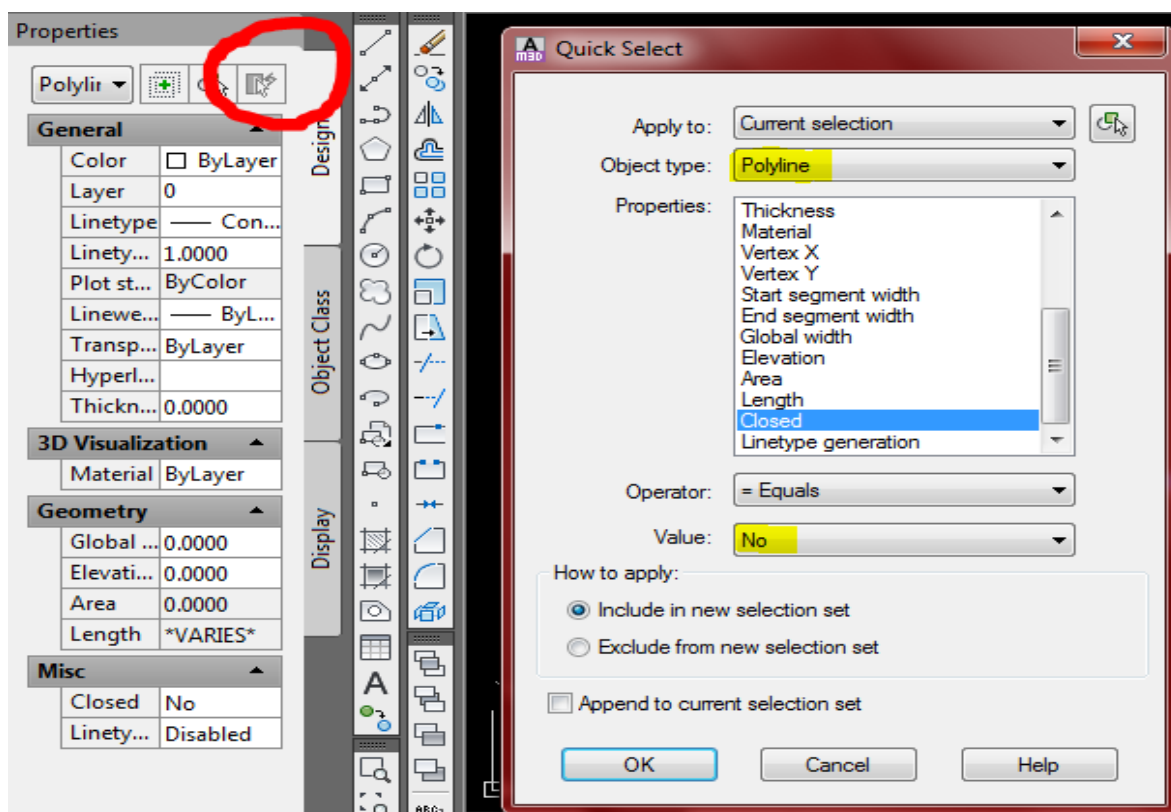 Properties
Polylir
General
Color ByLayer
Layer 0
Linetype Con...
Linety... 1.0000
Plot st... ByColor
Linewe... ByL...
Transp... ByLayer
Hyperl...
Thickn... 0.0000
3D Visualization
Material ByLayer
Geometry
Global ... 0.0000
Elevati... 0.0000
Area 0.0000
Length *VARIES*
Misc
Closed No
Linety... Disabled
Design
Object Class
Display
A
ABC
A
M3D
Quick Select
Apply to: Current selection
Object type: Polyline
Properties:
Thickness
Material
Vertex X
Vertex Y
Start segment width
End segment width
Global width
Elevation
Area
Length
Closed
Linetype generation
Operator: = Equals
Value: No
How to apply:
Include in new selection set
Exclude from new selection set
Append to current selection set
OK Cancel Help